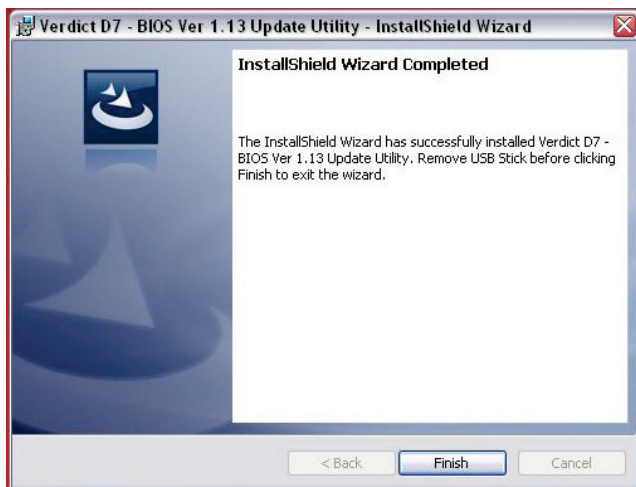 Verdict D7 - BIOS Ver 1.13 Update Utility - InstallShield Wizard
InstallShield Wizard Completed
The InstallShield Wizard has successfully installed Verdict D7 -
BIOS Ver 1.13 Update Utility. Remove USB Stick before clicking
Finish to exit the wizard.
< Back
Finish
Cancel